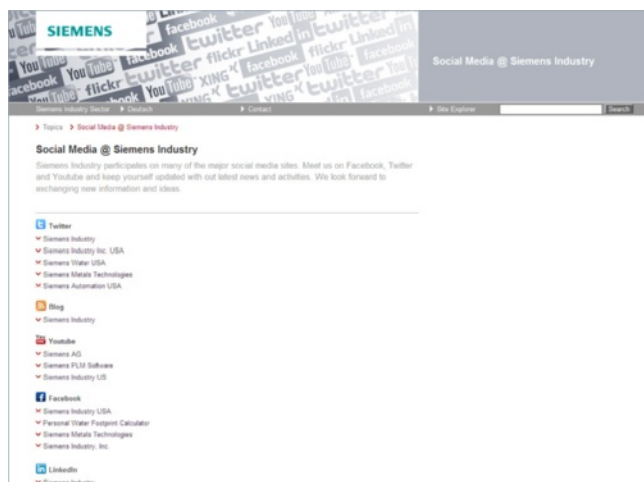 SIEMENS
Social Media @ Siemens Industry
Siemens Industry Sector Deutsch Contact Site Explorer Search
Topics Social Media @ Siemens Industry
Social Media @ Siemens Industry
Siemens Industry perticipates on many of the mejor social media sites. Meet us on Facebook, Twitter
and Youtube and keep yourself updated with out latest news and activities. We look forward to
exchanging new information and ideas.
Twitter
Siemens Industry
Siemens Industry Inc. USA
Siemens Water USA
Siemens Metals Technologies
Siemens Automation USA
Blog
Siemens Industry
Youtube
Siemens AG
Siemens PLM Software
Siemens Industry US
Facebook
Siemens Industry USA
Personal Water Footprint Calculator
Siemens Metals Technologies
Siemens Industry, Inc.
LinkedIn
Siemens Industry